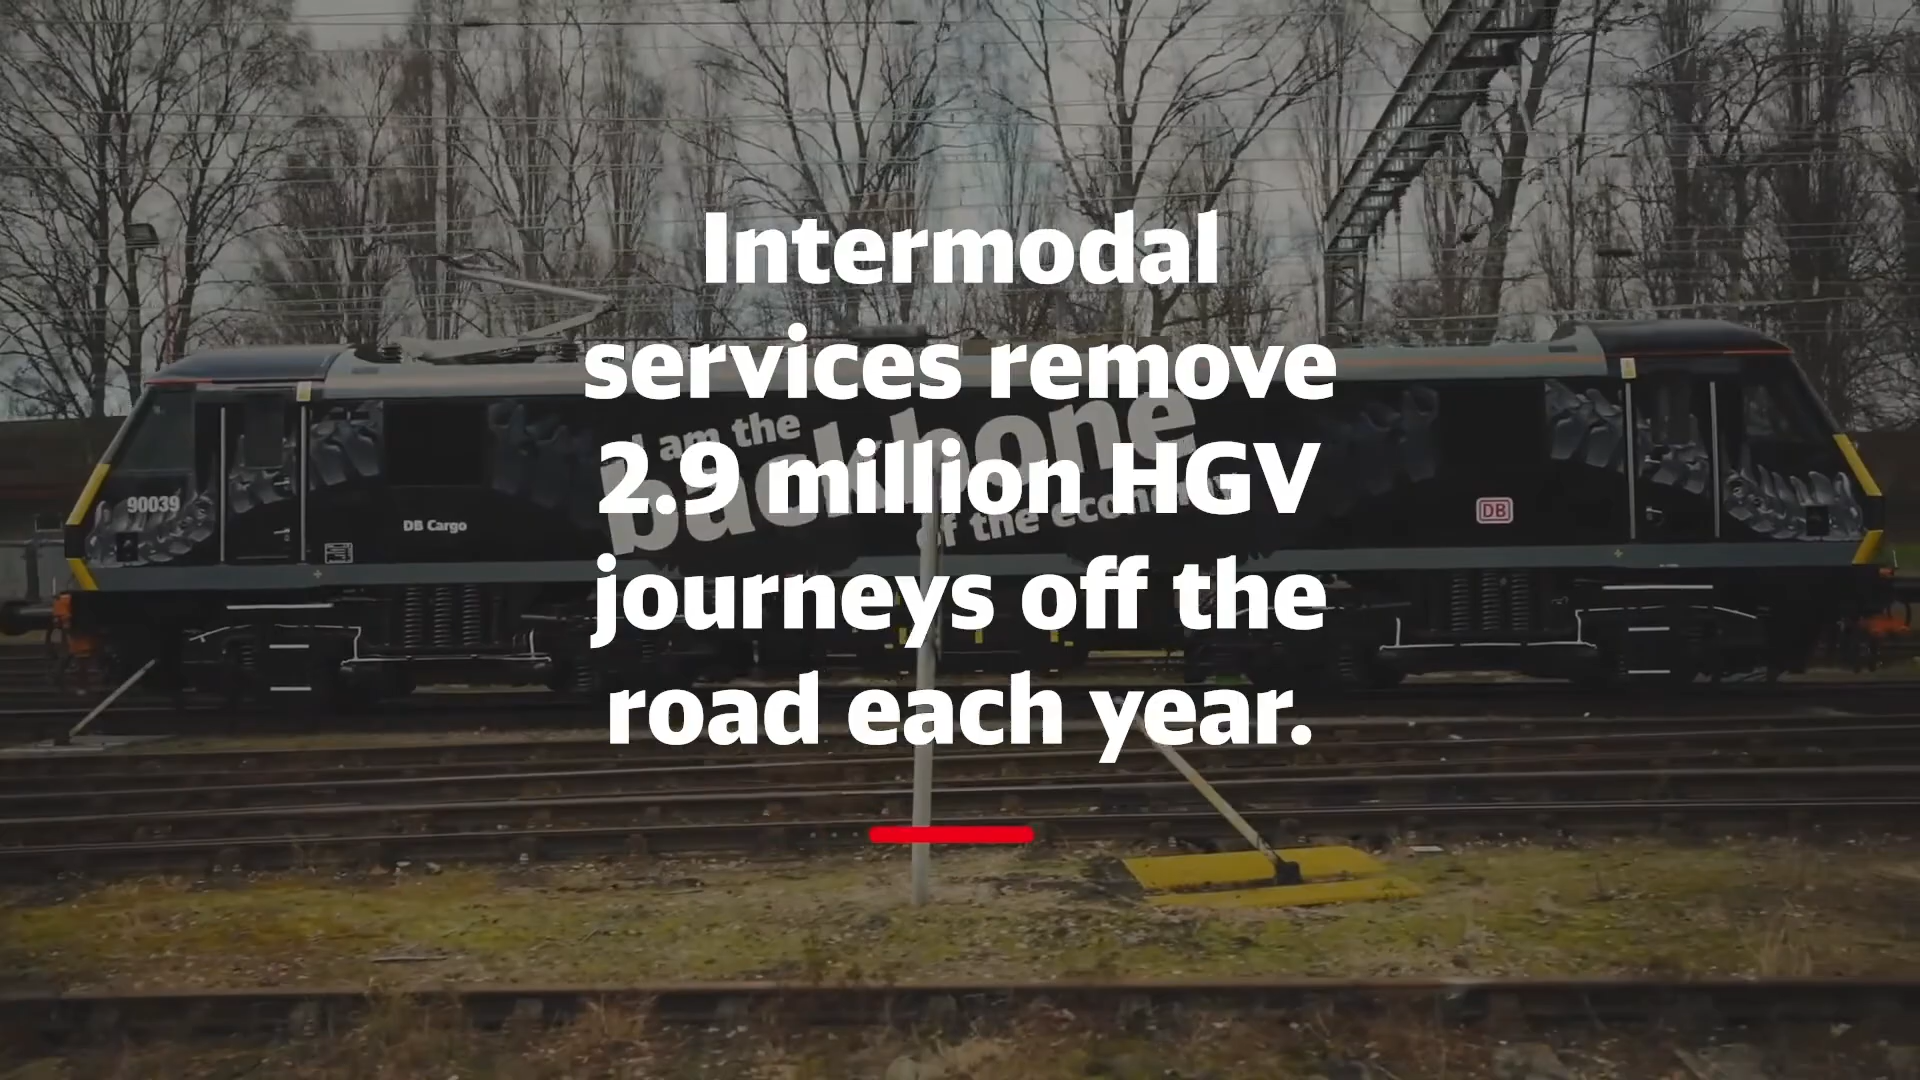 Intermodal
services remove
2.9 million HGV
journeys off the
road each year.
I am the
backbone
of the economy
90039
DB Cargo
DB